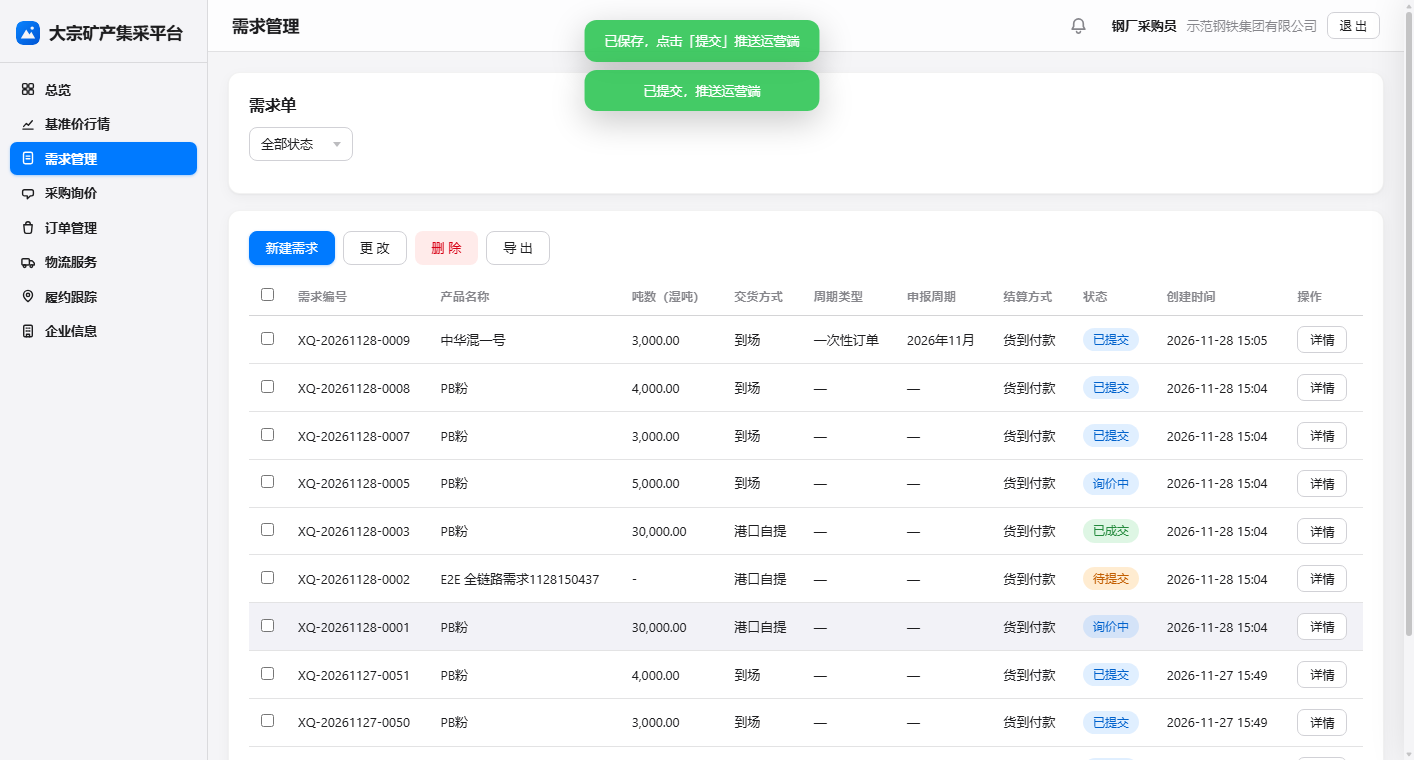 大宗矿产集采平台
需求管理
已保存，点击「提交」推送运营端
已提交，推送运营端
钢厂采购员 示范钢铁集团有限公司 退 出
总览
基准价行情
需求管理
采购询价
订单管理
物流服务
履约跟踪
企业信息
需求单
全部状态
新建需求 更 改 删 除 导 出
需求编号 产品名称 吨数（湿吨） 交货方式 周期类型 申报周期 结算方式 状态 创建时间 操作
XQ-20261128-0009 中华混一号 3,000.00 到场 一次性订单 2026年11月 货到付款 已提交 2026-11-28 15:05 详情
XQ-20261128-0008 PB粉 4,000.00 到场 — — 货到付款 已提交 2026-11-28 15:04 详情
XQ-20261128-0007 PB粉 3,000.00 到场 — — 货到付款 已提交 2026-11-28 15:04 详情
XQ-20261128-0005 PB粉 5,000.00 到场 — — 货到付款 询价中 2026-11-28 15:04 详情
XQ-20261128-0003 PB粉 30,000.00 港口自提 — — 货到付款 已成交 2026-11-28 15:04 详情
XQ-20261128-0002 E2E 全链路需求1128150437 - 港口自提 — — 货到付款 待提交 2026-11-28 15:04 详情
XQ-20261128-0001 PB粉 30,000.00 港口自提 — — 货到付款 询价中 2026-11-28 15:04 详情
XQ-20261127-0051 PB粉 4,000.00 到场 — — 货到付款 已提交 2026-11-27 15:49 详情
XQ-20261127-0050 PB粉 3,000.00 到场 — — 货到付款 已提交 2026-11-27 15:49 详情